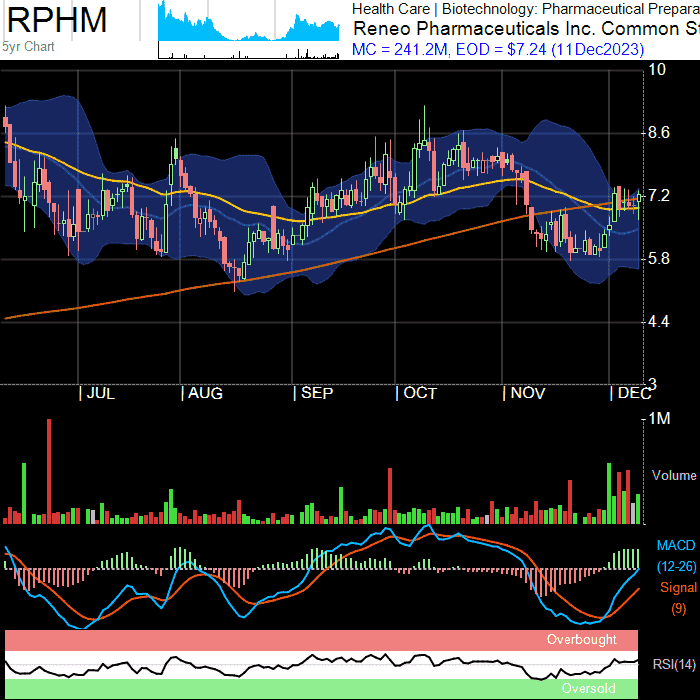 RPHM
5yr Chart
Health Care | Biotechnology: Pharmaceutical Prepara
Reneo Pharmaceuticals Inc. Common St
MC = 241.2M, EOD = $7.24 (11Dec2023)
10
8.6
7.2
5.8
4.4
3
JUL AUG SEP OCT NOV DEC
1M
Volume
MACD
(12-26)
Signal
(9)
Overbought
RSI(14)
Oversold